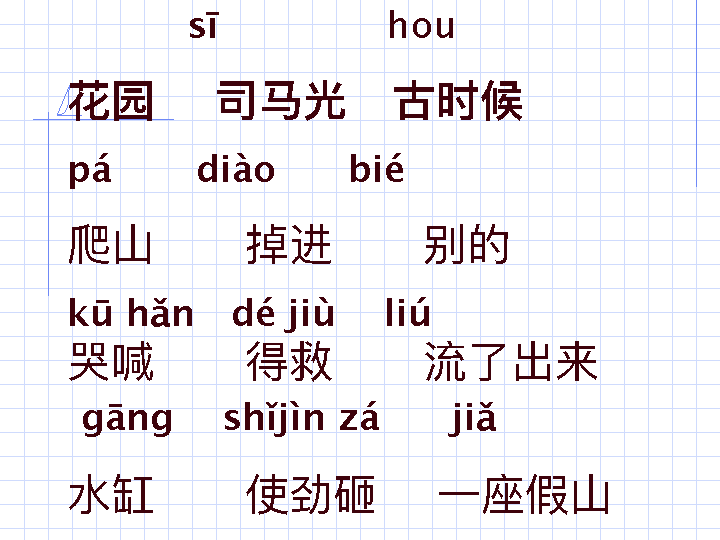 sī hou
花园 司马光 古时候
pá diào bié
爬山 掉进 别的
kū hǎn dé jiù liú
哭喊 得救 流了出来
gāng shǐjìn zá jiǎ
水缸 使劲砸 一座假山